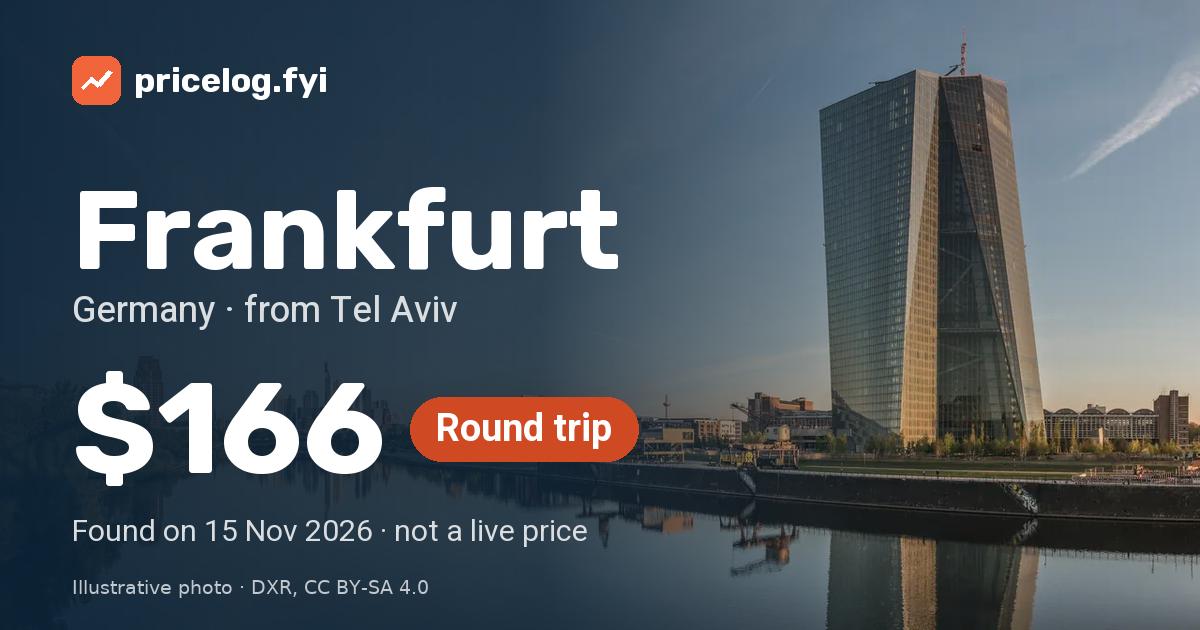 pricelog.fyi
Frankfurt
Germany · from Tel Aviv
$166 Round trip
Found on 15 Nov 2026 · not a live price
Illustrative photo · DXR, CC BY-SA 4.0